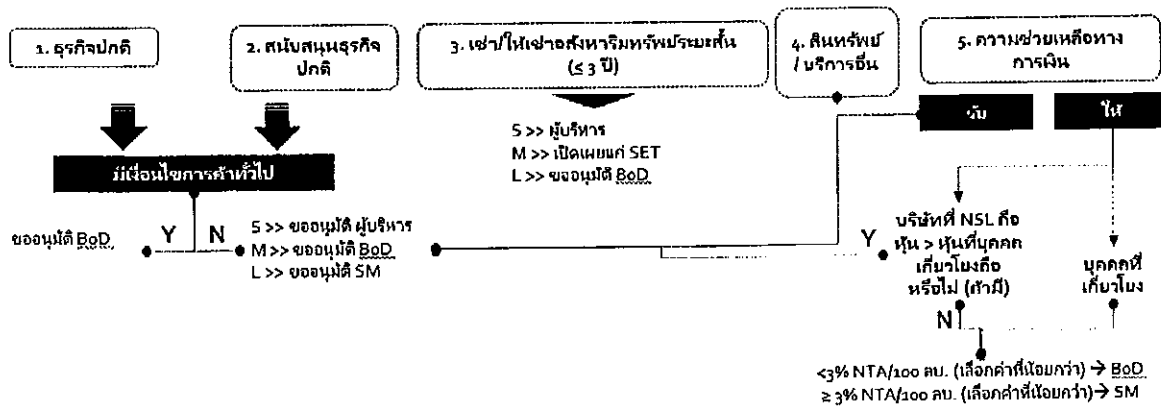 1. ธุรกิจปกติ
2. สนับสนุนธุรกิจ
ปกติ
3. เช่า/ให้เช่าอสังหาริมทรัพย์ระยะสั้น
(≤ 3 ปี)
4. สินทรัพย์
/ บริการอื่น
5. ความช่วยเหลือทาง
การเงิน
รับ
ให้
S >> ผู้บริหาร
M >> เปิดเผยแก่ SET
L >> ขออนุมัติ BoD
มีเงื่อนไขการค้าทั่วไป
ขออนุมัติ BoD
Y
N
S >> ขออนุมัติ ผู้บริหาร
M >> ขออนุมัติ BoD
L >> ขออนุมัติ SM
Y
บริษัทที่ NSL ถือ
หุ้น > หุ้นที่บุคคล
เกี่ยวโยงถือ
หรือไม่ (ถ้ามี)
บุคคลที่
เกี่ยวโยง
N
<3% NTA/100 ลบ. (เลือกค่าที่น้อยกว่า) → BoD
≥ 3% NTA/100 ลบ. (เลือกค่าที่น้อยกว่า) → SM